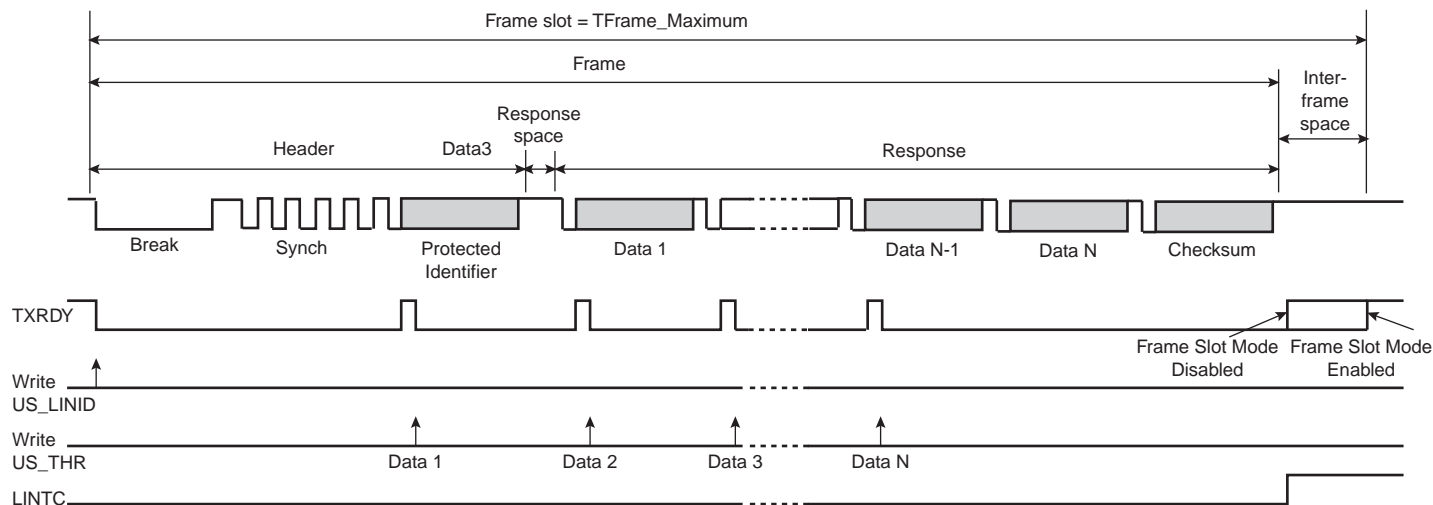 Frame slot = TFrame_Maximum
Frame
Inter-
frame
space
Response
space
Header
Data3
Response
Break
Synch
Protected
Identifier
Data 1
Data N-1
Data N
Checksum
TXRDY
Frame Slot Mode
Disabled
Frame Slot Mode
Enabled
Write
US_LINID
Write
US_THR
Data 1
Data 2
Data 3
Data N
LINTC